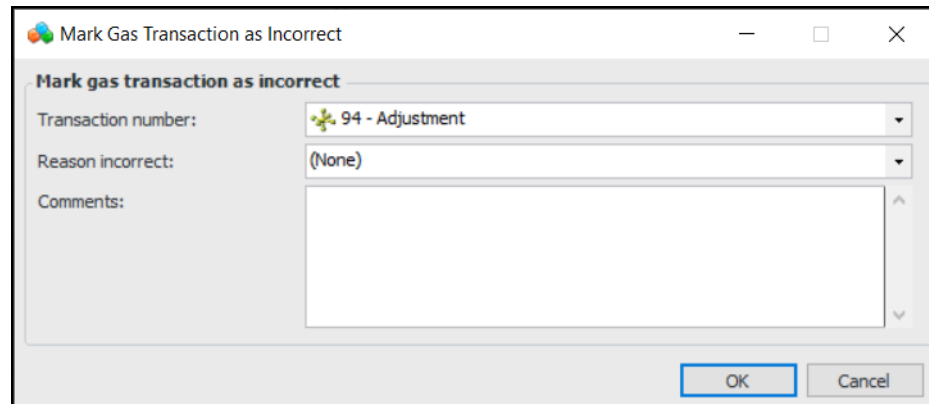 Mark Gas Transaction as Incorrect
Mark gas transaction as incorrect
Transaction number:
94 - Adjustment
Reason incorrect:
(None)
Comments:
OK
Cancel